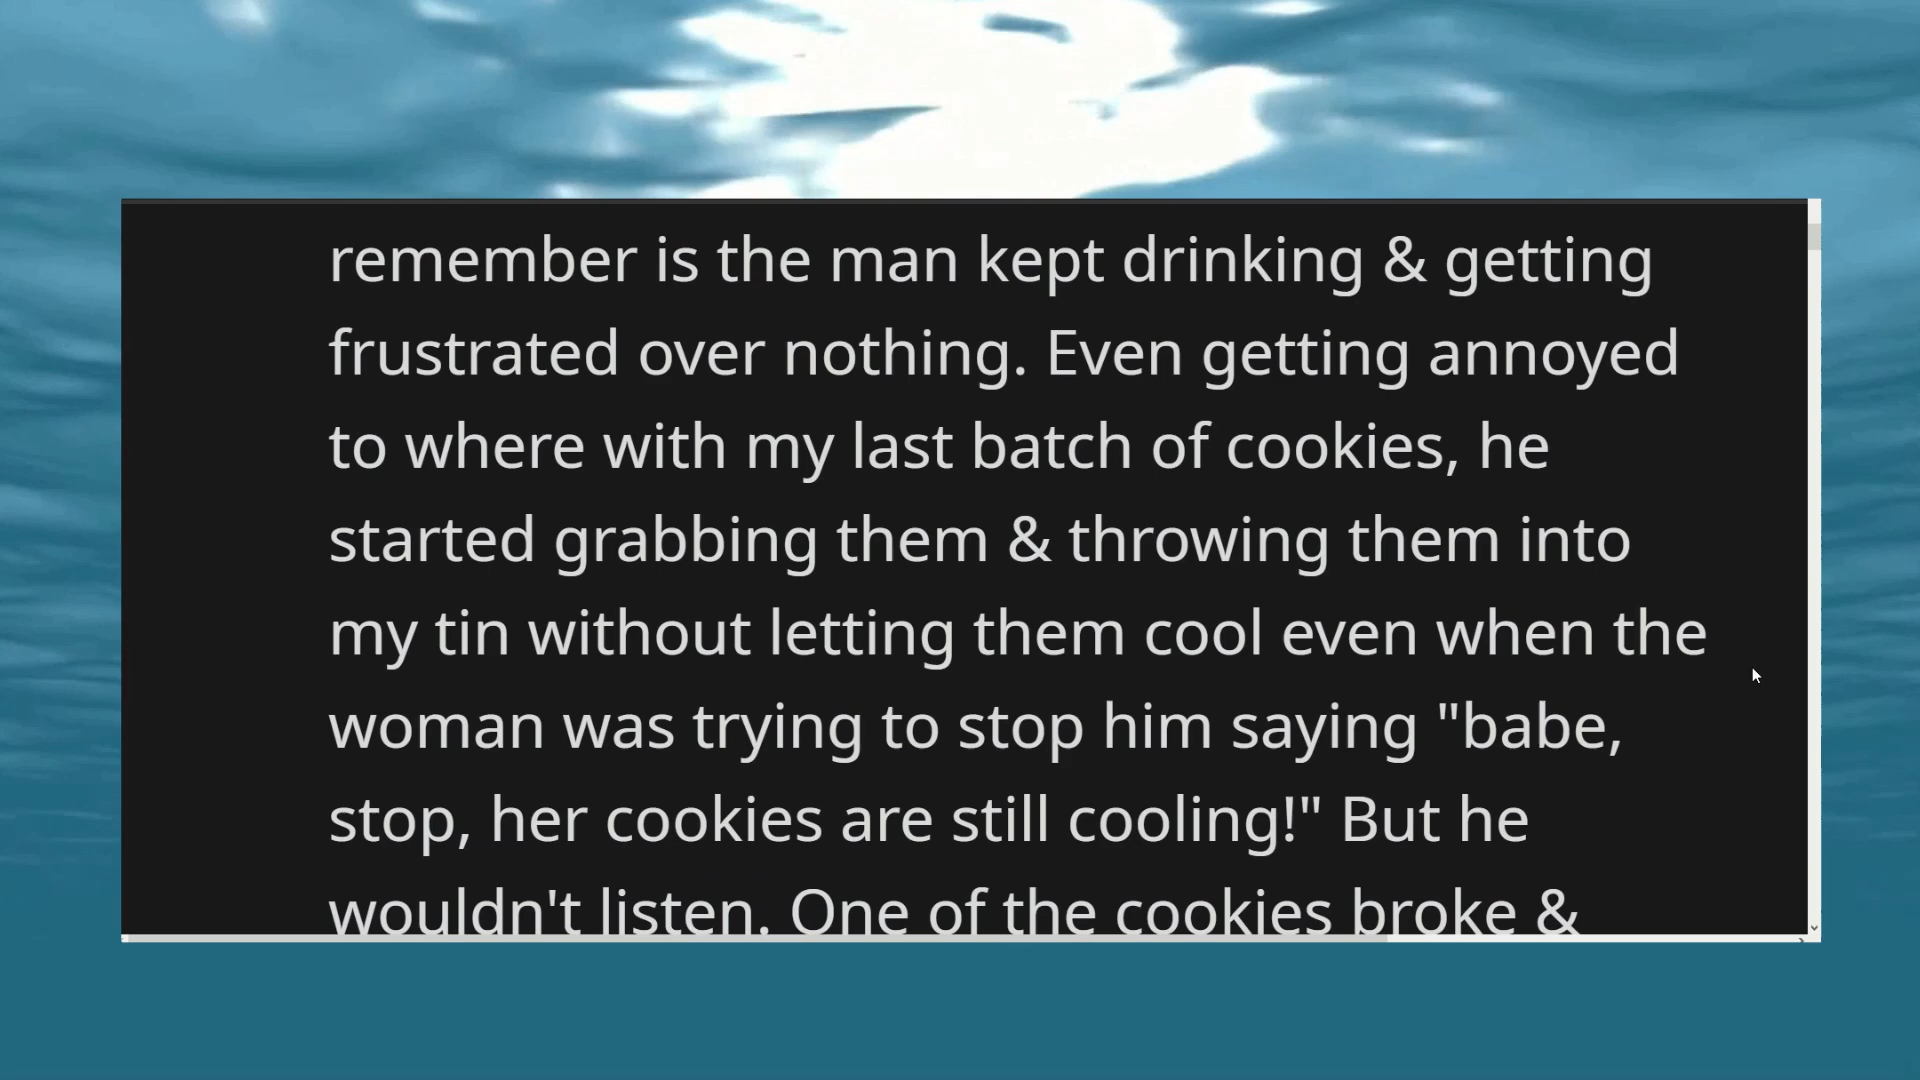 remember is the man kept drinking & getting
frustrated over nothing. Even getting annoyed
to where with my last batch of cookies, he
started grabbing them & throwing them into
my tin without letting them cool even when the
woman was trying to stop him saying "babe,
stop, her cookies are still cooling!" But he
wouldn't listen. One of the cookies broke &